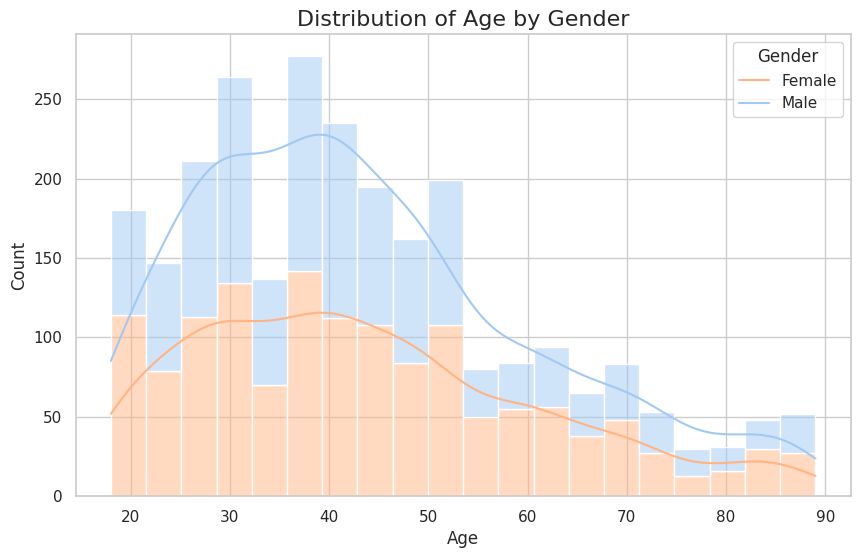 Distribution of Age by Gender
Gender
Female
Male
250
200
150
100
50
0
Count
20 30 40 50 60 70 80 90
Age